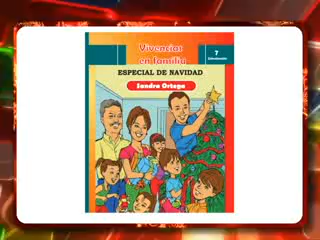 Vivencias
en familia
7
ESPECIAL DE NAVIDAD
Sandra Ortega